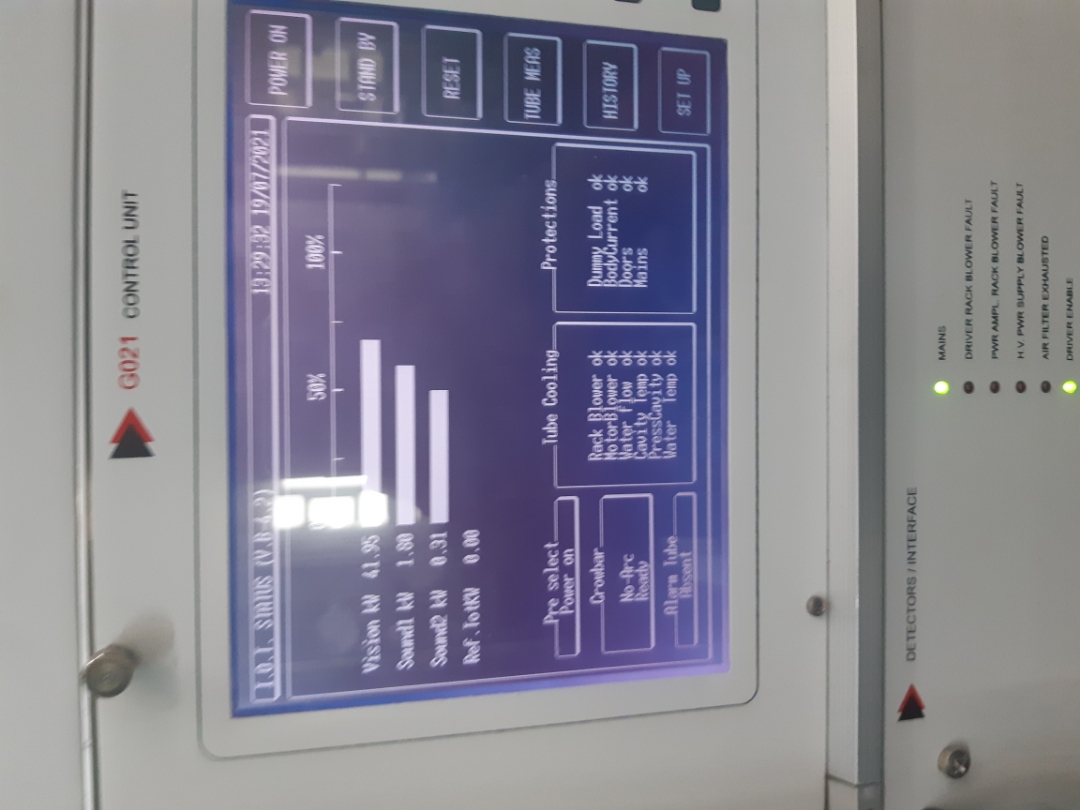 G021 CONTROL UNIT
I.O.T. STATUS (V.B 4.2) 13:29:32 19/07/2021
50% 100%
Vision kW 41.95
Sound1 kW 1.80
Sound2 kW 0.31
Ref.TotKW 0.00
Pre select
Power on
Crowbar
No-Arc
Ready
Alarm Tube
Absent
Tube Cooling
Rack Blower ok
MotorBlower ok
Water flow ok
Cavity Temp ok
PressCavity ok
Water Temp ok
Protections
Dummy Load ok
BodyCurrent ok
Doors ok
Mains ok
POWER ON
STAND BY
RESET
TUBE MEAS
HISTORY
SET UP
DETECTORS / INTERFACE
MAINS
DRIVER RACK BLOWER FAULT
PWR AMPL. RACK BLOWER FAULT
H.V. PWR SUPPLY BLOWER FAULT
AIR FILTER EXHAUSTED
DRIVER ENABLE